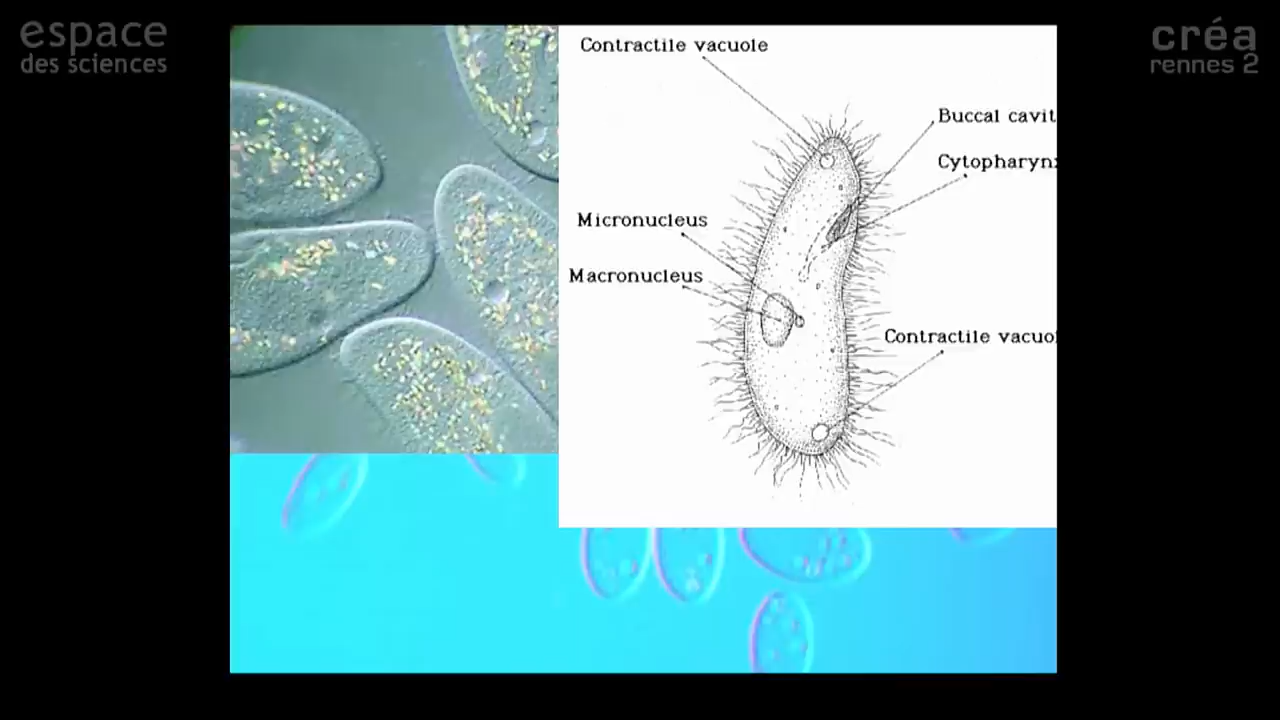 espace
des sciences
créa
rennes 2
Contractile vacuole
Buccal cavit
Cytopharyn
Micronucleus
Macronucleus
Contractile vacuo